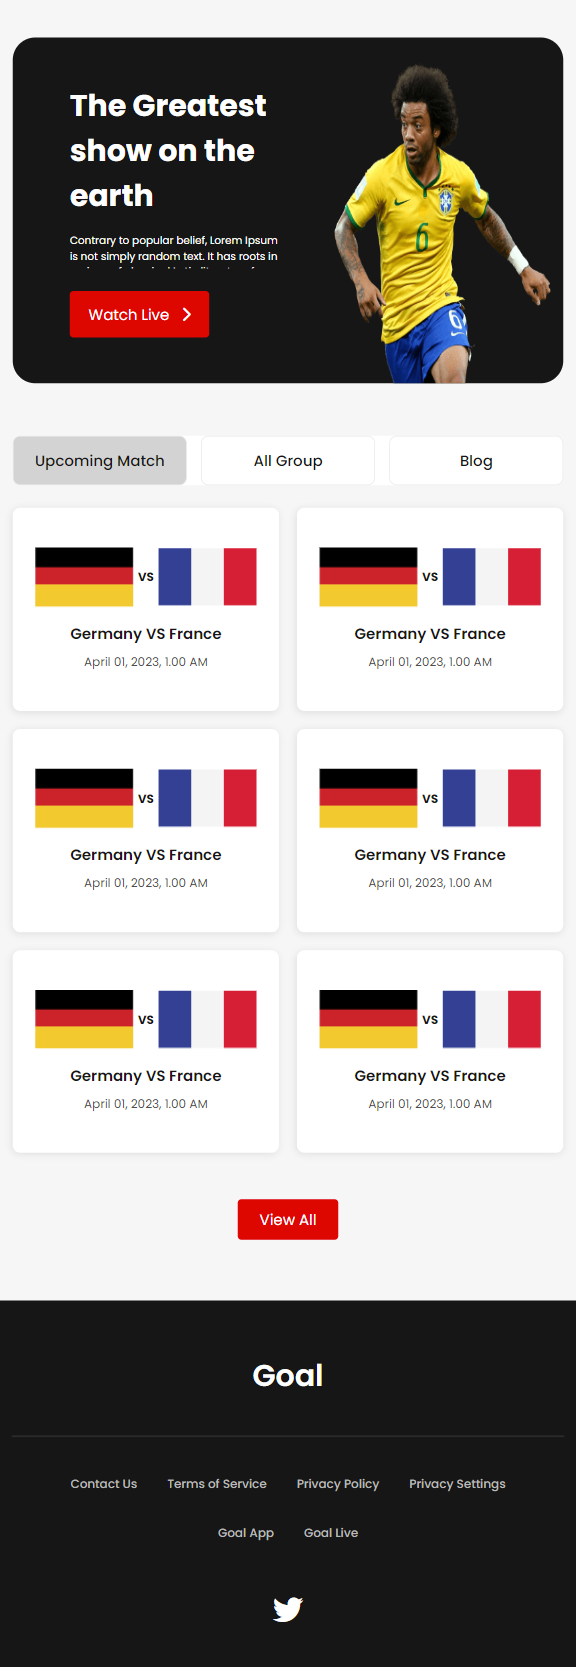 The Greatest
show on the
earth
Contrary to popular belief, Lorem Ipsum
is not simply random text. It has roots in
Watch Live
6
6
Upcoming Match
All Group
Blog
VS
Germany VS France
April 01, 2023, 1.00 AM
VS
Germany VS France
April 01, 2023, 1.00 AM
VS
Germany VS France
April 01, 2023, 1.00 AM
VS
Germany VS France
April 01, 2023, 1.00 AM
VS
Germany VS France
April 01, 2023, 1.00 AM
VS
Germany VS France
April 01, 2023, 1.00 AM
View All
Goal
Contact Us Terms of Service Privacy Policy Privacy Settings
Goal App Goal Live